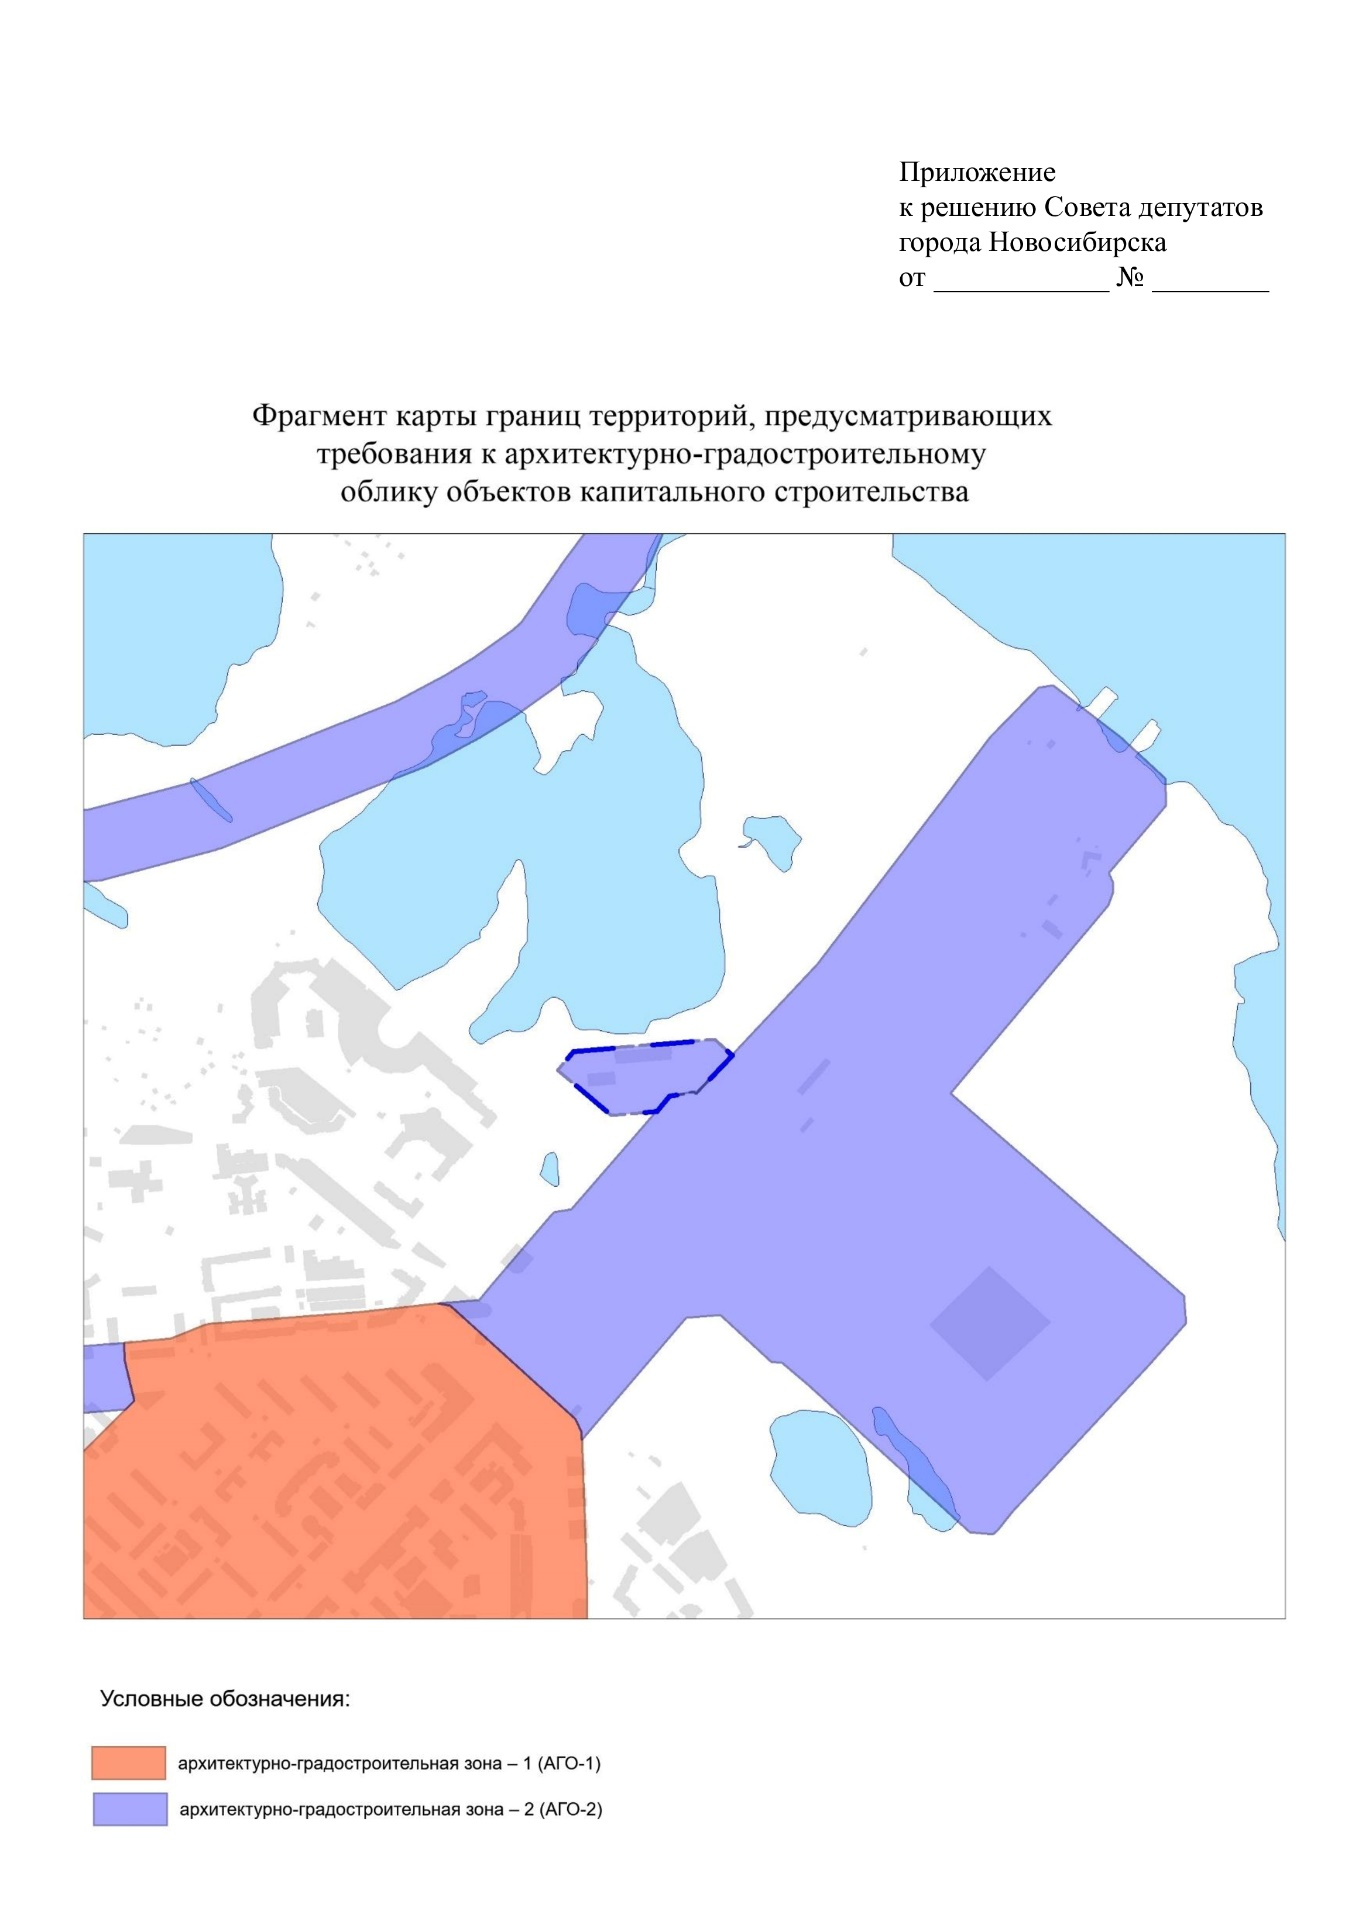 Приложение
к решению Совета депутатов
города Новосибирска
от ____________ № ________
Фрагмент карты границ территорий, предусматривающих
требования к архитектурно-градостроительному
облику объектов капитального строительства
Условные обозначения:
архитектурно-градостроительная зона – 1 (АГО-1)
архитектурно-градостроительная зона – 2 (АГО-2)